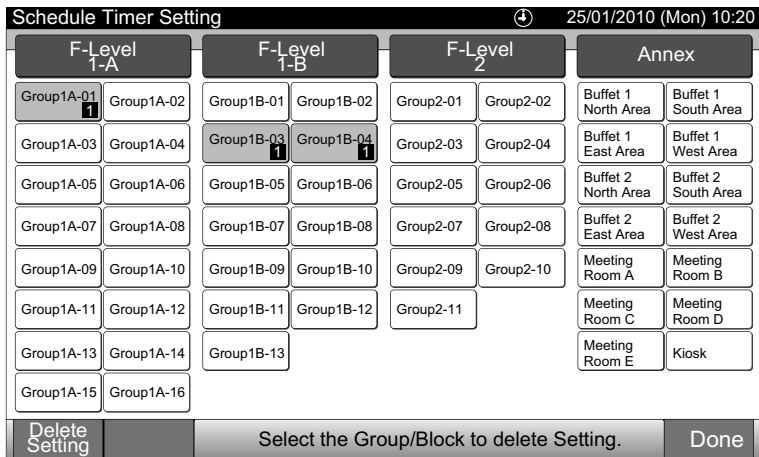 Schedule Timer Setting 25/01/2010 (Mon) 10:20
F-Level
1-A
F-Level
1-B
F-Level
2
Annex
Group1A-01
1
Group1A-02
Group1B-01
Group1B-02
Group2-01
Group2-02
Buffet 1
North Area
Buffet 1
South Area
Group1A-03
Group1A-04
Group1B-03
1
Group1B-04
1
Group2-03
Group2-04
Buffet 1
East Area
Buffet 1
West Area
Group1A-05
Group1A-06
Group1B-05
Group1B-06
Group2-05
Group2-06
Buffet 2
North Area
Buffet 2
South Area
Group1A-07
Group1A-08
Group1B-07
Group1B-08
Group2-07
Group2-08
Buffet 2
East Area
Buffet 2
West Area
Group1A-09
Group1A-10
Group1B-09
Group1B-10
Group2-09
Group2-10
Meeting
Room A
Meeting
Room B
Group1A-11
Group1A-12
Group1B-11
Group1B-12
Group2-11
Meeting
Room C
Meeting
Room D
Group1A-13
Group1A-14
Group1B-13
Meeting
Room E
Kiosk
Group1A-15
Group1A-16
Delete
Setting
Select the Group/Block to delete Setting.
Done